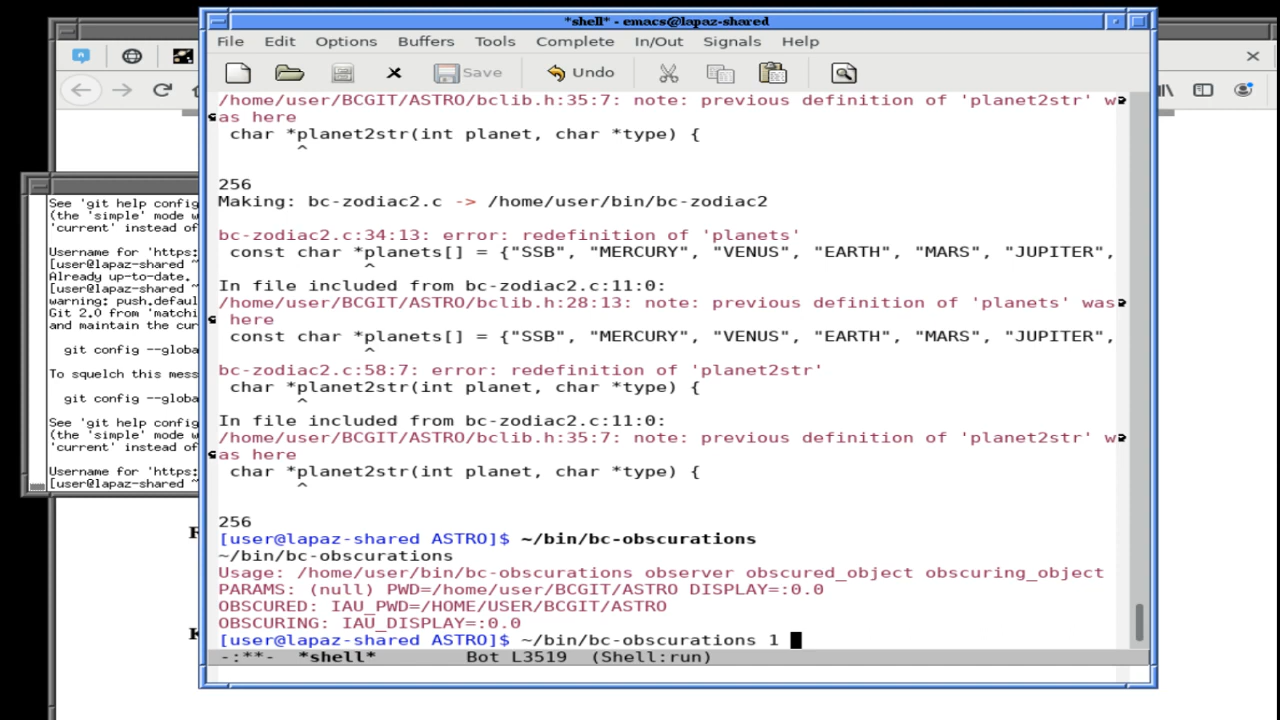 *shell* - emacs@lapaz-shared
File Edit Options Buffers Tools Complete In/Out Signals Help
Save Undo
/home/user/BCGIT/ASTRO/bclib.h:35:7: note: previous definition of 'planet2str' w
as here
char *planet2str(int planet, char *type) {
^
256
Making: bc-zodiac2.c -> /home/user/bin/bc-zodiac2
bc-zodiac2.c:34:13: error: redefinition of 'planets'
const char *planets[] = {"SSB", "MERCURY", "VENUS", "EARTH", "MARS", "JUPITER",
^
In file included from bc-zodiac2.c:11:0:
/home/user/BCGIT/ASTRO/bclib.h:28:13: note: previous definition of 'planets' was
here
const char *planets[] = {"SSB", "MERCURY", "VENUS", "EARTH", "MARS", "JUPITER",
^
bc-zodiac2.c:58:7: error: redefinition of 'planet2str'
char *planet2str(int planet, char *type) {
^
In file included from bc-zodiac2.c:11:0:
/home/user/BCGIT/ASTRO/bclib.h:35:7: note: previous definition of 'planet2str' w
as here
char *planet2str(int planet, char *type) {
^
256
[user@lapaz-shared ASTRO]$ ~/bin/bc-obscurations
~/bin/bc-obscurations
Usage: /home/user/bin/bc-obscurations observer obscured_object obscuring_object
PARAMS: (null) PWD=/home/user/BCGIT/ASTRO DISPLAY=:0.0
OBSCURED: IAU_PWD=/HOME/USER/BCGIT/ASTRO
OBSCURING: IAU_DISPLAY=:0.0
[user@lapaz-shared ASTRO]$ ~/bin/bc-obscurations 1
-:**- *shell* Bot L3519 (Shell:run)
See 'git help config
(the 'simple' mode w
'current' instead of
Username for 'https:
[user@lapaz-shared ~
Already up-to-date.
[user@lapaz-shared ~
warning: push.defaul
Git 2.0 from 'matchi
and maintain the cur
git config --globa
To squelch this mess
git config --globa
See 'git help config
(the 'simple' mode w
'current' instead of
Username for 'https:
[user@lapaz-shared ~